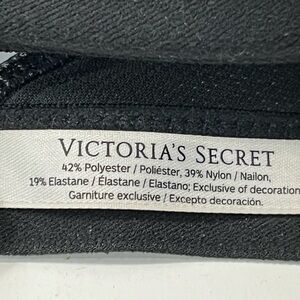 VICTORIA'S SECRET
42% Polyester / Poliéster, 39% Nylon / Nailon,
19% Elastane / Élastane / Elastano; Exclusive of decoration
Garniture exclusive / Excepto decoración.